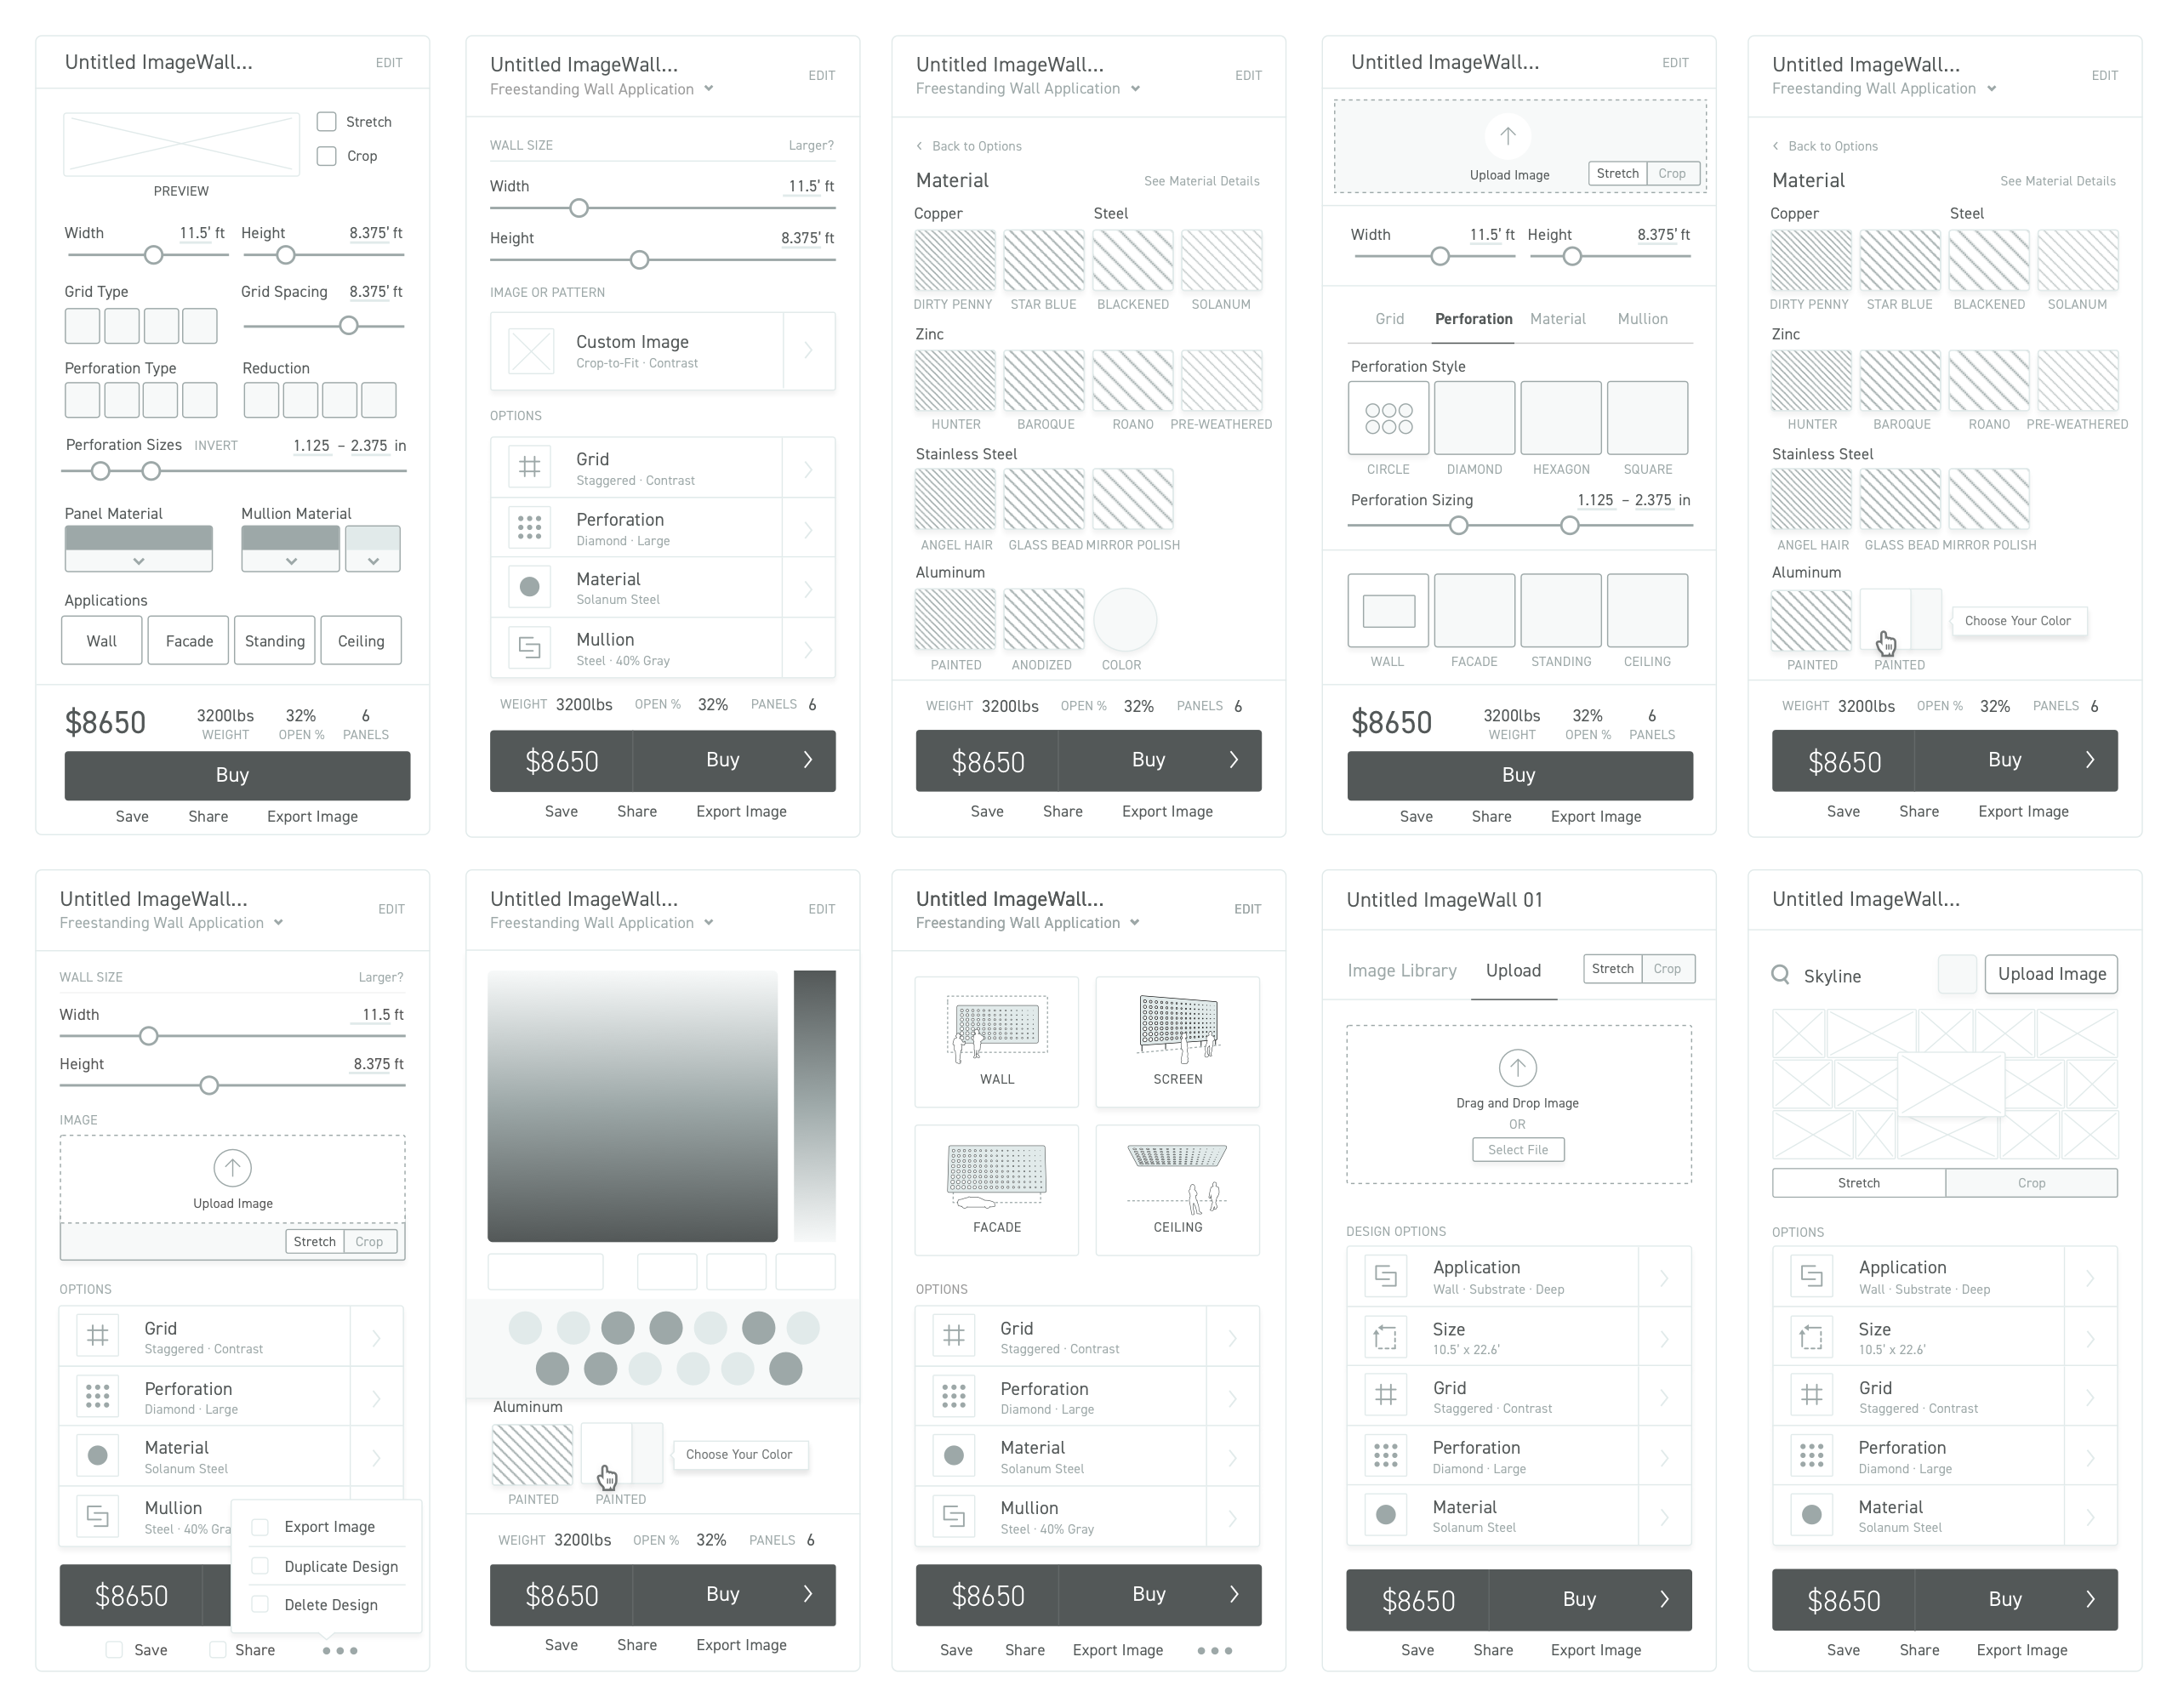 Untitled ImageWall...
EDIT
Stretch
Crop
PREVIEW
Width 11.5' ft Height 8.375' ft
Grid Type Grid Spacing 8.375' ft
Perforation Type Reduction
Perforation Sizes INVERT 1.125 – 2.375 in
Panel Material Mullion Material
Applications
Wall Facade Standing Ceiling
$8650 3200lbs 32% 6
WEIGHT OPEN % PANELS
Buy
Save Share Export Image
Untitled ImageWall...
Freestanding Wall Application
EDIT
WALL SIZE Larger?
Width 11.5' ft
Height 8.375' ft
IMAGE OR PATTERN
Custom Image
Crop-to-Fit · Contrast
OPTIONS
Grid
Staggered · Contrast
Perforation
Diamond · Large
Material
Solanum Steel
Mullion
Steel · 40% Gray
WEIGHT 3200lbs OPEN % 32% PANELS 6
$8650 Buy
Save Share Export Image
Untitled ImageWall...
Freestanding Wall Application
EDIT
Back to Options
Material See Material Details
Copper Steel
DIRTY PENNY STAR BLUE BLACKENED SOLANUM
Zinc
HUNTER BAROQUE ROANO PRE-WEATHERED
Stainless Steel
ANGEL HAIR GLASS BEAD MIRROR POLISH
Aluminum
PAINTED ANODIZED COLOR
WEIGHT 3200lbs OPEN % 32% PANELS 6
$8650 Buy
Save Share Export Image
Untitled ImageWall...
EDIT
Upload Image Stretch Crop
Width 11.5' ft Height 8.375' ft
Grid Perforation Material Mullion
Perforation Style
CIRCLE DIAMOND HEXAGON SQUARE
Perforation Sizing 1.125 – 2.375 in
WALL FACADE STANDING CEILING
$8650 3200lbs 32% 6
WEIGHT OPEN % PANELS
Buy
Save Share Export Image
Untitled ImageWall...
Freestanding Wall Application
EDIT
Back to Options
Material See Material Details
Copper Steel
DIRTY PENNY STAR BLUE BLACKENED SOLANUM
Zinc
HUNTER BAROQUE ROANO PRE-WEATHERED
Stainless Steel
ANGEL HAIR GLASS BEAD MIRROR POLISH
Aluminum
Choose Your Color
PAINTED PAINTED
WEIGHT 3200lbs OPEN % 32% PANELS 6
$8650 Buy
Save Share Export Image
Untitled ImageWall...
Freestanding Wall Application
EDIT
WALL SIZE Larger?
Width 11.5 ft
Height 8.375 ft
IMAGE
Upload Image
Stretch Crop
OPTIONS
Grid
Staggered · Contrast
Perforation
Diamond · Large
Material
Solanum Steel
Mullion
Steel · 40% Gra
Export Image
Duplicate Design
Delete Design
$8650
Save Share
Untitled ImageWall...
Freestanding Wall Application
EDIT
Aluminum
Choose Your Color
PAINTED PAINTED
WEIGHT 3200lbs OPEN % 32% PANELS 6
$8650 Buy
Save Share Export Image
Untitled ImageWall...
Freestanding Wall Application
EDIT
WALL SCREEN
FACADE CEILING
OPTIONS
Grid
Staggered · Contrast
Perforation
Diamond · Large
Material
Solanum Steel
Mullion
Steel · 40% Gray
$8650 Buy
Save Share Export Image
Untitled ImageWall 01
Image Library Upload Stretch Crop
Drag and Drop Image
OR
Select File
DESIGN OPTIONS
Application
Wall · Substrate · Deep
Size
10.5' x 22.6'
Grid
Staggered · Contrast
Perforation
Diamond · Large
Material
Solanum Steel
$8650 Buy
Save Share Export Image
Untitled ImageWall...
Skyline Upload Image
Stretch Crop
OPTIONS
Application
Wall · Substrate · Deep
Size
10.5' x 22.6'
Grid
Staggered · Contrast
Perforation
Diamond · Large
Material
Solanum Steel
$8650 Buy
Save Share Export Image